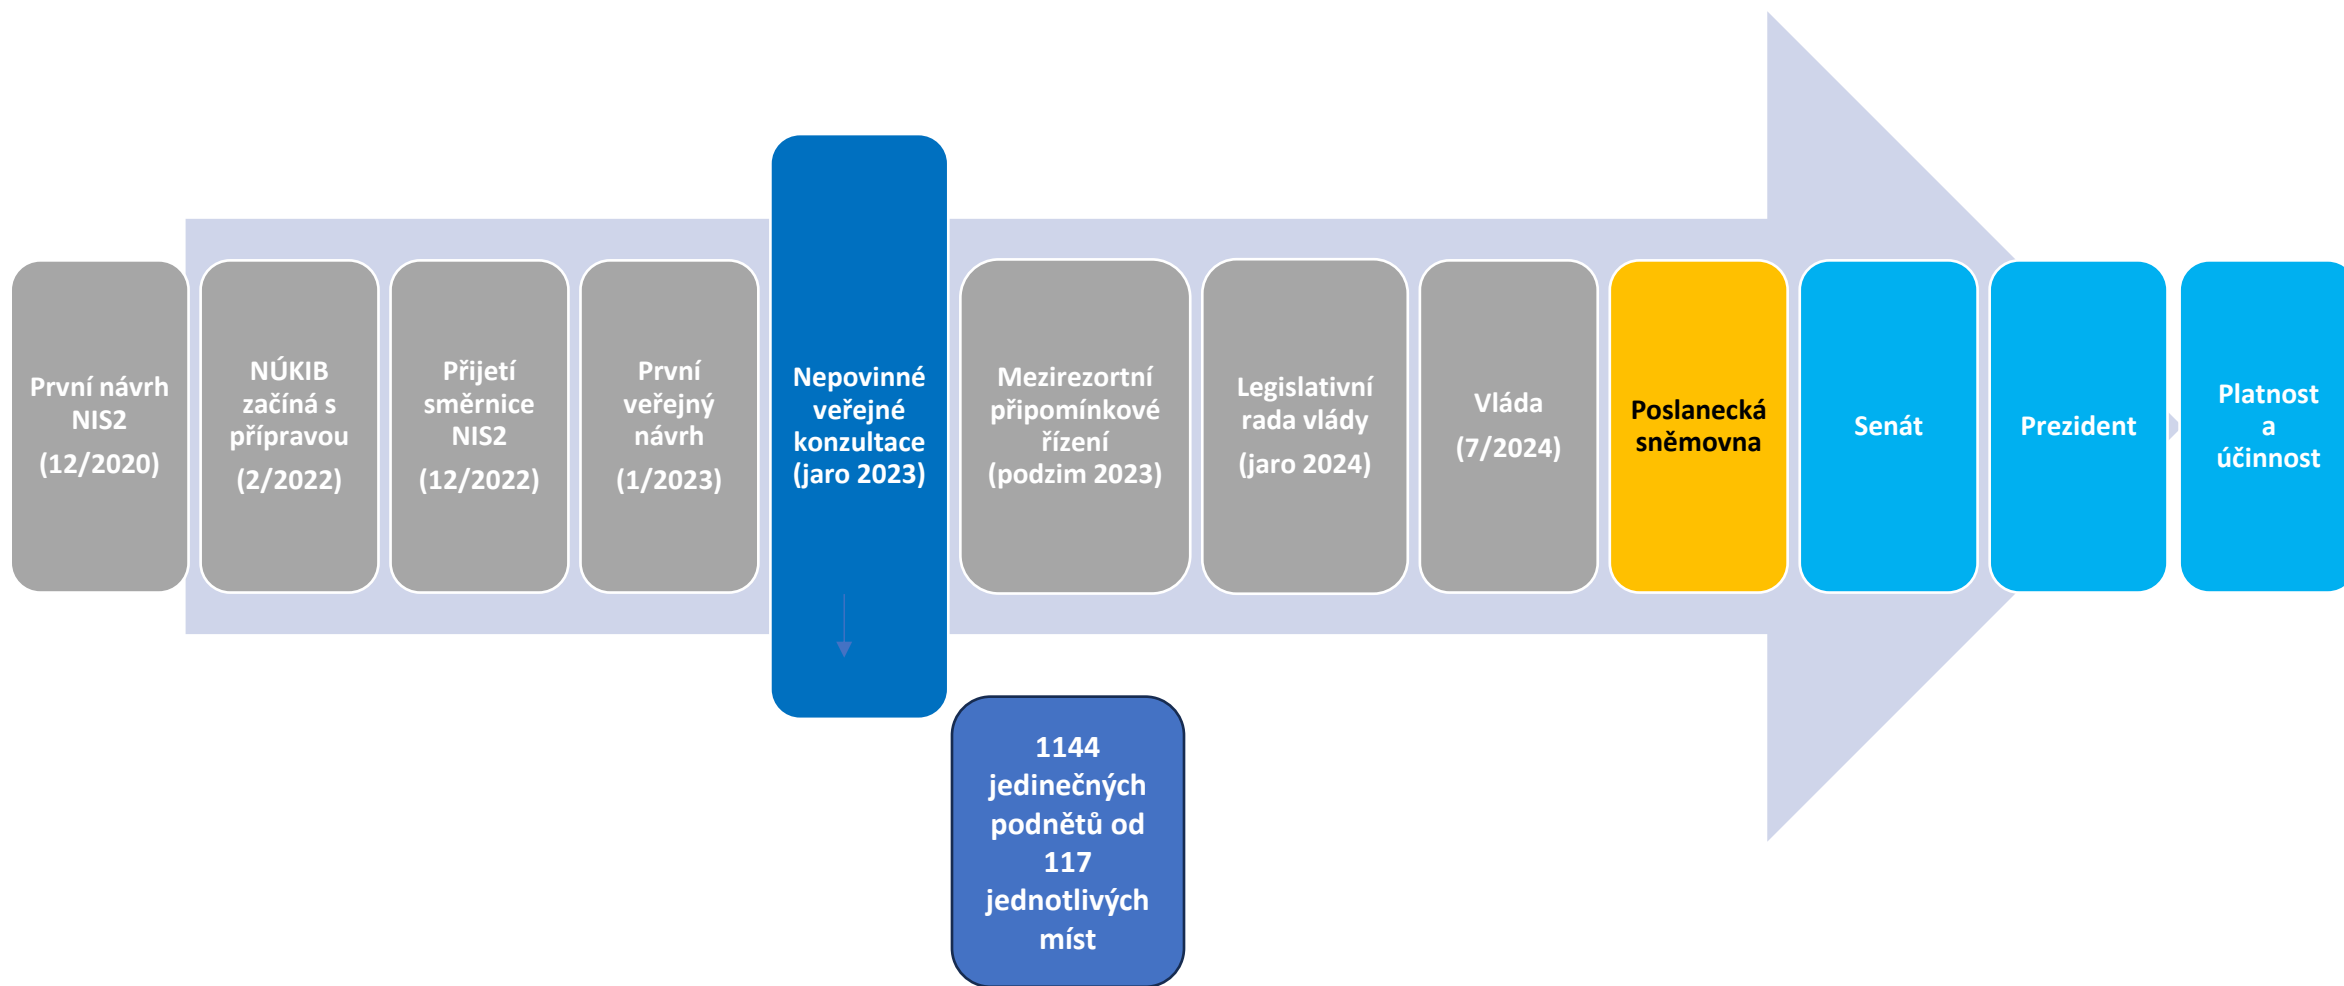 První návrh
NIS2
(12/2020)
NÚKIB
začíná s
přípravou
(2/2022)
Přijetí
směrnice
NIS2
(12/2022)
První
veřejný
návrh
(1/2023)
Nepovinné
veřejné
konzultace
(jaro 2023)
Mezirezortní
připomínkové
řízení
(podzim 2023)
Legislativní
rada vlády
(jaro 2024)
Vláda
(7/2024)
Poslanecká
sněmovna
Senát
Prezident
Platnost
a
účinnost
1144
jedinečných
podnětů od
117
jednotlivých
míst